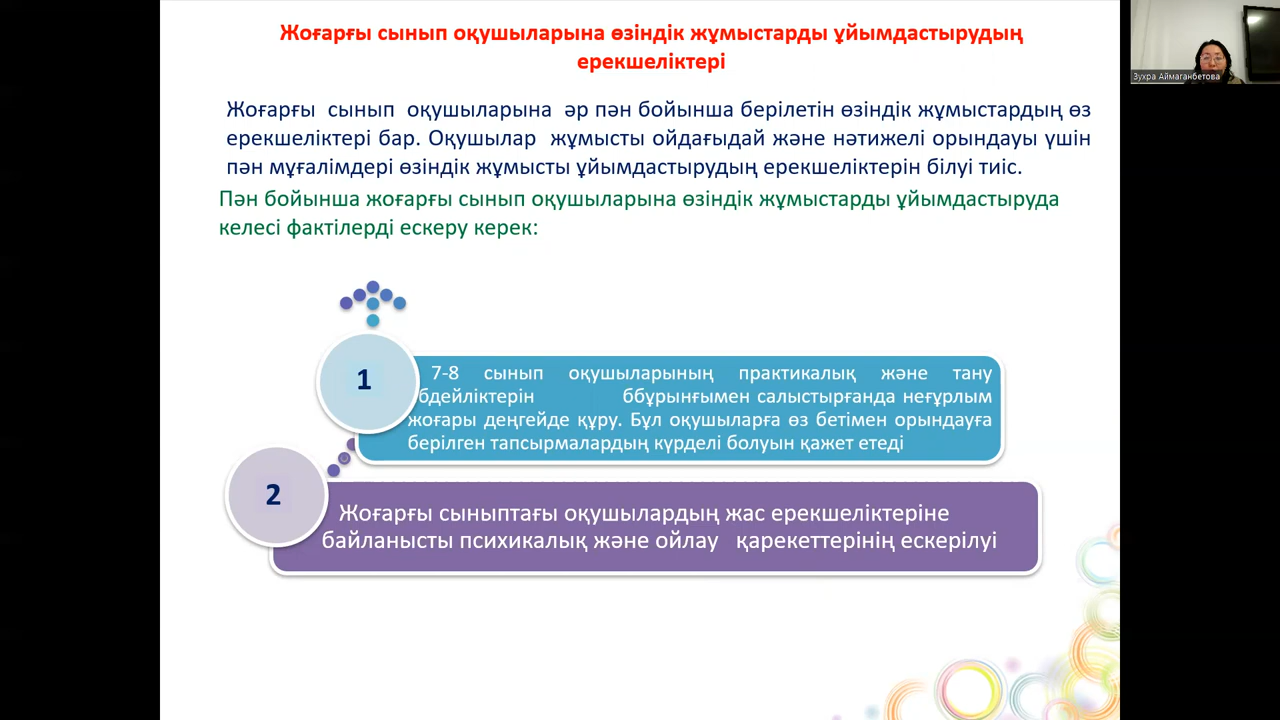 Жоғарғы сынып оқушыларына өзіндік жұмыстарды ұйымдастырудың
ерекшеліктері
Жоғарғы сынып оқушыларына әр пән бойынша берілетін өзіндік жұмыстардың өз
ерекшеліктері бар. Оқушылар жұмысты ойдағыдай және нәтижелі орындауы үшін
пән мұғалімдері өзіндік жұмысты ұйымдастырудың ерекшеліктерін білуі тиіс.
Пән бойынша жоғарғы сынып оқушыларына өзіндік жұмыстарды ұйымдастыруда
келесі фактілерді ескеру керек:
1
7-8 сынып оқушыларының практикалық және тану
бдейліктерін ббұрынғымен салыстырғанда неғұрлым
жоғары деңгейде құру. Бұл оқушыларға өз бетімен орындауға
берілген тапсырмалардың күрделі болуын қажет етеді
2
Жоғарғы сыныптағы оқушылардың жас ерекшеліктеріне
байланысты психикалық және ойлау қарекеттерінің ескерілуі
Зухра Аймаганбетова